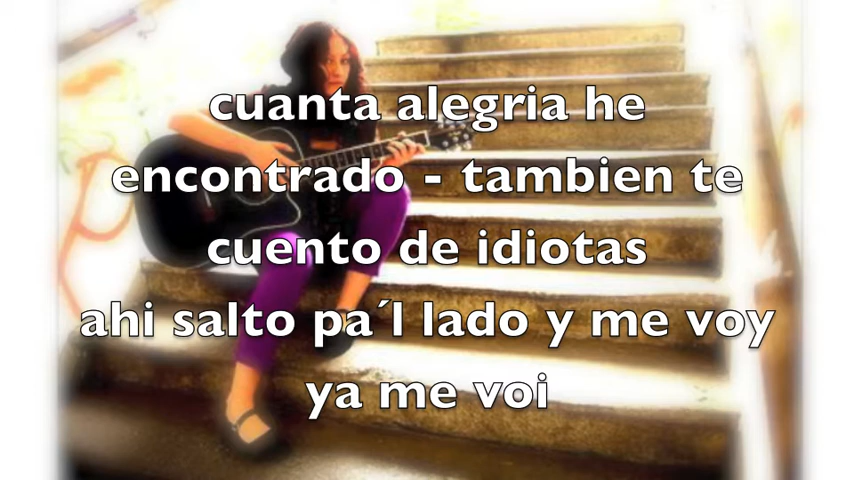 cuanta alegria he
encontrado - tambien te
cuento de idiotas
ahi salto pa´l lado y me voy
ya me voi